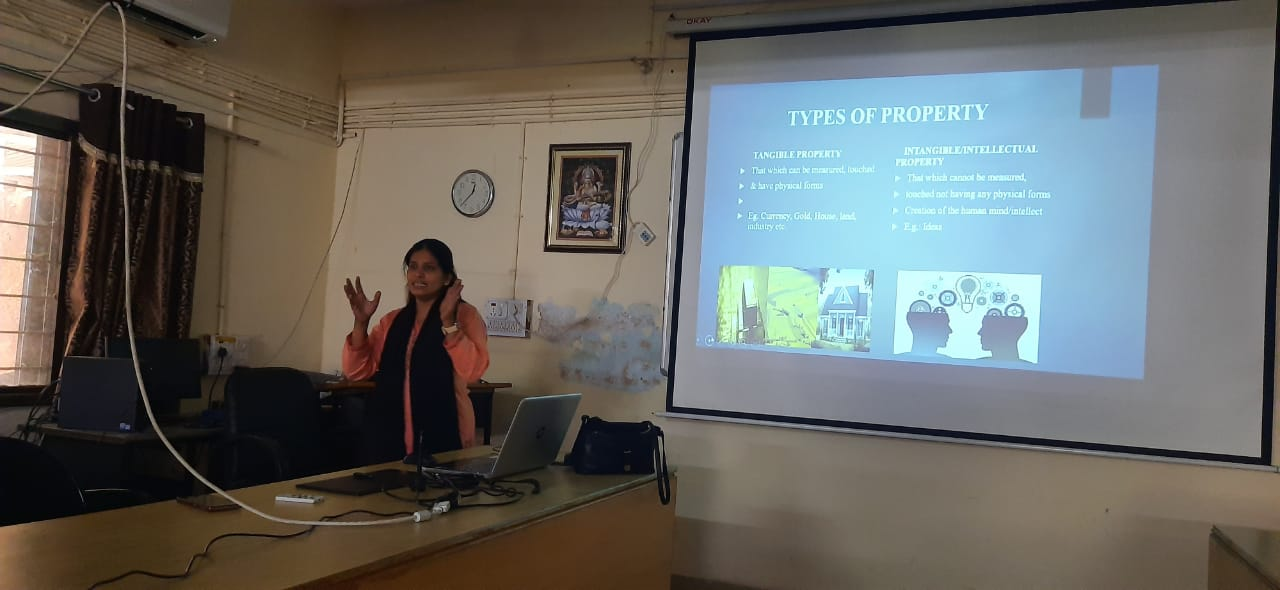 OKAY
TYPES OF PROPERTY
TANGIBLE PROPERTY
That which can be measured, touched
& have physical forms
Eg. Currency, Gold, House, land,
industry etc.
INTANGIBLE/INTELLECTUAL
PROPERTY
That which cannot be measured,
touched not having any physical forms
Creation of the human mind/intellect
E.g.: Ideas